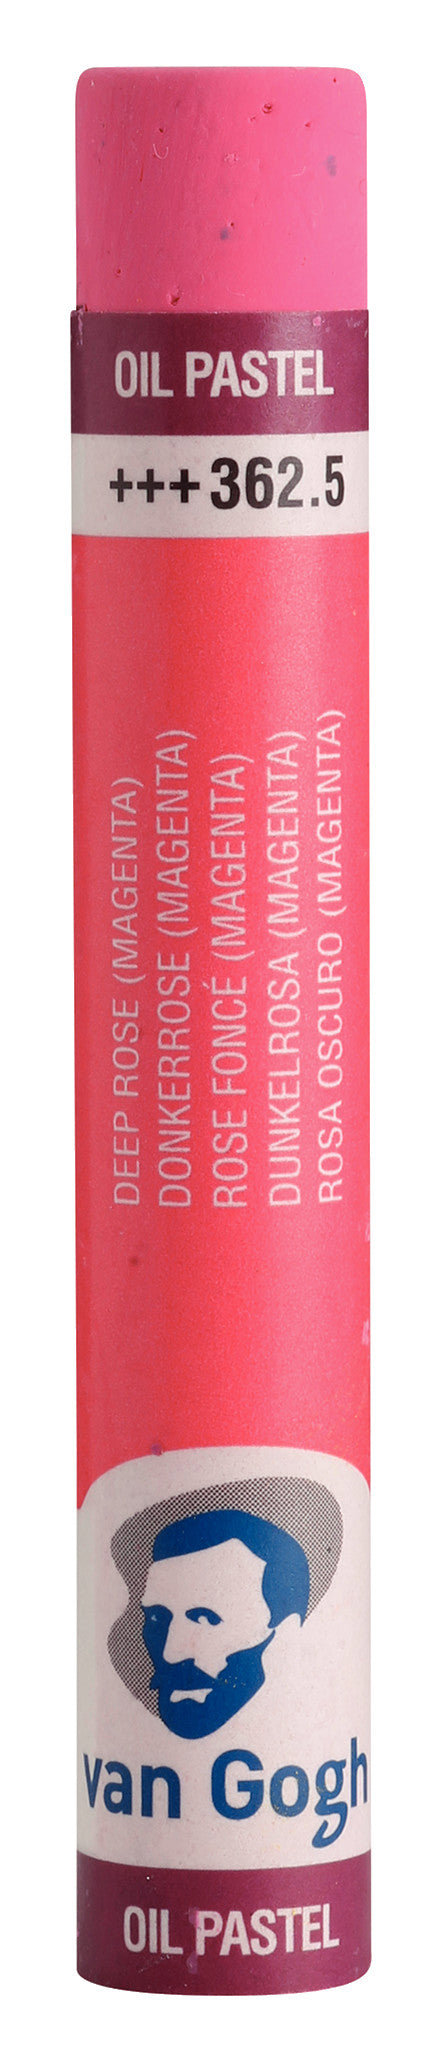 OIL PASTEL
+++362.5
DEEP ROSE (MAGENTA)
DONKERROSE (MAGENTA)
ROSE FONCÉ (MAGENTA)
DUNKELROSA (MAGENTA)
ROSA OSCURO (MAGENTA)
van Gogh
OIL PASTEL